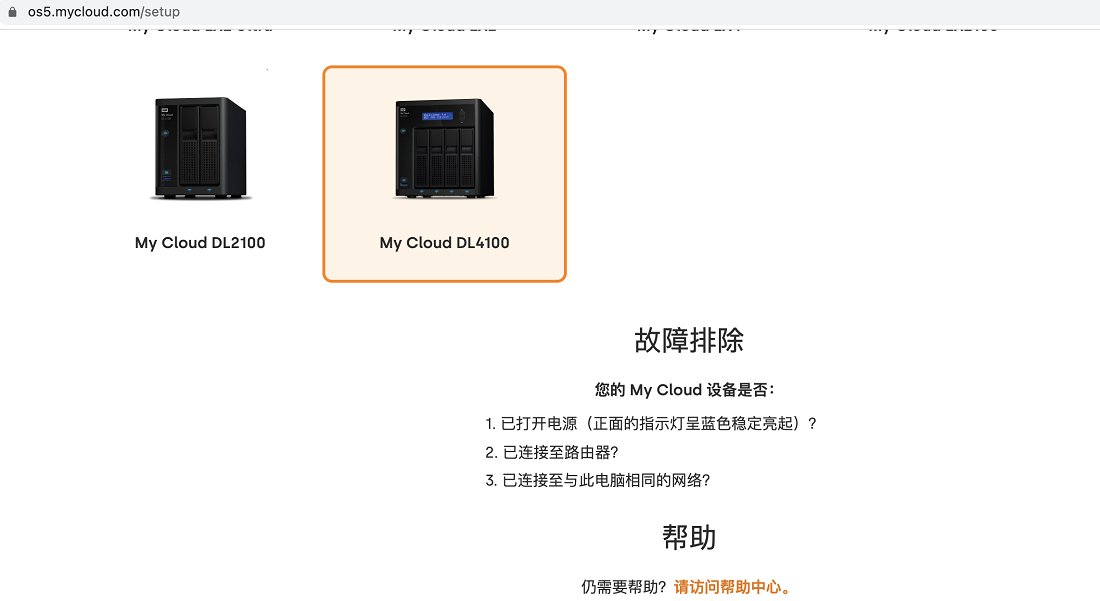 os5.mycloud.com/setup
My Cloud DL2100
My Cloud DL4100
故障排除
您的 My Cloud 设备是否：
1. 已打开电源（正面的指示灯呈蓝色稳定亮起）？
2. 已连接至路由器？
3. 已连接至与此电脑相同的网络？
帮助
仍需要帮助？请访问帮助中心。